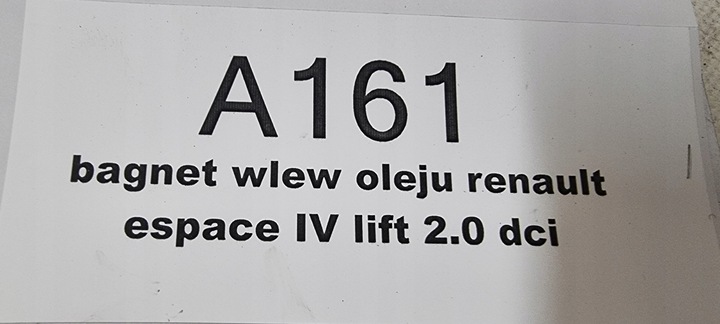 A161
bagnet wlew oleju renault
espace IV lift 2.0 dci